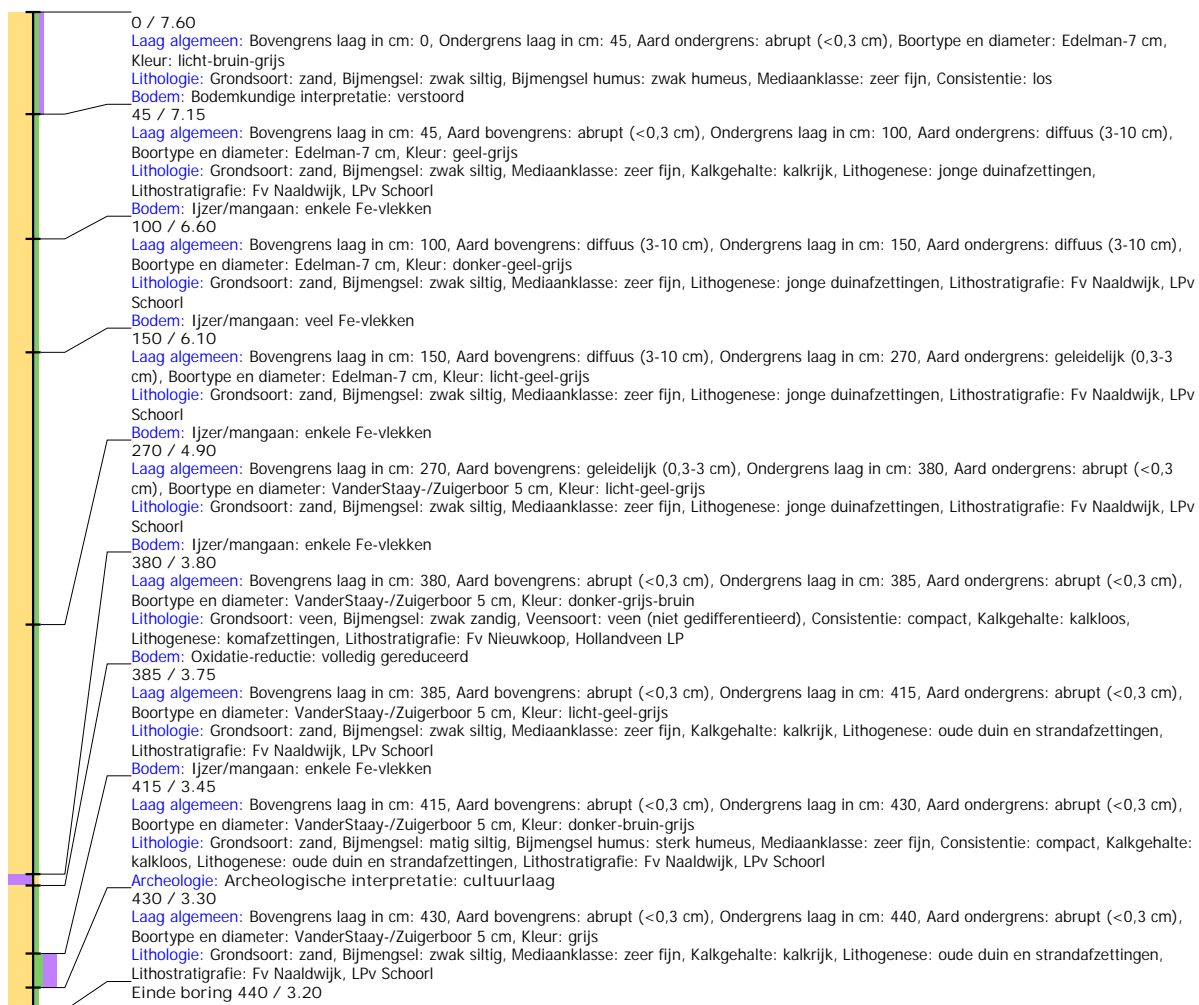 0 / 7.60
Laag algemeen: Bovengrens laag in cm: 0, Ondergrens laag in cm: 45, Aard ondergrens: abrupt (<0,3 cm), Boortype en diameter: Edelman-7 cm,
Kleur: licht-bruin-grijs
Lithologie: Grondsoort: zand, Bijmengsel: zwak siltig, Bijmengsel humus: zwak humeus, Mediaanklasse: zeer fijn, Consistentie: los
Bodem: Bodemkundige interpretatie: verstoord
45 / 7.15
Laag algemeen: Bovengrens laag in cm: 45, Aard bovengrens: abrupt (<0,3 cm), Ondergrens laag in cm: 100, Aard ondergrens: diffuus (3-10 cm),
Boortype en diameter: Edelman-7 cm, Kleur: geel-grijs
Lithologie: Grondsoort: zand, Bijmengsel: zwak siltig, Mediaanklasse: zeer fijn, Kalkgehalte: kalkrijk, Lithogenese: jonge duinafzettingen,
Lithostratigrafie: Fv Naaldwijk, LPv Schoorl
Bodem: Ijzer/mangaan: enkele Fe-vlekken
100 / 6.60
Laag algemeen: Bovengrens laag in cm: 100, Aard bovengrens: diffuus (3-10 cm), Ondergrens laag in cm: 150, Aard ondergrens: diffuus (3-10 cm),
Boortype en diameter: Edelman-7 cm, Kleur: donker-geel-grijs
Lithologie: Grondsoort: zand, Bijmengsel: zwak siltig, Mediaanklasse: zeer fijn, Lithogenese: jonge duinafzettingen, Lithostratigrafie: Fv Naaldwijk, LPv
Schoorl
Bodem: Ijzer/mangaan: veel Fe-vlekken
150 / 6.10
Laag algemeen: Bovengrens laag in cm: 150, Aard bovengrens: diffuus (3-10 cm), Ondergrens laag in cm: 270, Aard ondergrens: geleidelijk (0,3-3
cm), Boortype en diameter: Edelman-7 cm, Kleur: licht-geel-grijs
Lithologie: Grondsoort: zand, Bijmengsel: zwak siltig, Mediaanklasse: zeer fijn, Lithogenese: jonge duinafzettingen, Lithostratigrafie: Fv Naaldwijk, LPv
Schoorl
Bodem: Ijzer/mangaan: enkele Fe-vlekken
270 / 4.90
Laag algemeen: Bovengrens laag in cm: 270, Aard bovengrens: geleidelijk (0,3-3 cm), Ondergrens laag in cm: 380, Aard ondergrens: abrupt (<0,3
cm), Boortype en diameter: VanderStaay-/Zuigerboor 5 cm, Kleur: licht-geel-grijs
Lithologie: Grondsoort: zand, Bijmengsel: zwak siltig, Mediaanklasse: zeer fijn, Lithogenese: jonge duinafzettingen, Lithostratigrafie: Fv Naaldwijk, LPv
Schoorl
Bodem: Ijzer/mangaan: enkele Fe-vlekken
380 / 3.80
Laag algemeen: Bovengrens laag in cm: 380, Aard bovengrens: abrupt (<0,3 cm), Ondergrens laag in cm: 385, Aard ondergrens: abrupt (<0,3 cm),
Boortype en diameter: VanderStaay-/Zuigerboor 5 cm, Kleur: donker-grijs-bruin
Lithologie: Grondsoort: veen, Bijmengsel: zwak zandig, Veensoort: veen (niet gedifferentieerd), Consistentie: compact, Kalkgehalte: kalkloos,
Lithogenese: komafzettingen, Lithostratigrafie: Fv Nieuwkoop, Hollandveen LP
Bodem: Oxidatie-reductie: volledig gereduceerd
385 / 3.75
Laag algemeen: Bovengrens laag in cm: 385, Aard bovengrens: abrupt (<0,3 cm), Ondergrens laag in cm: 415, Aard ondergrens: abrupt (<0,3 cm),
Boortype en diameter: VanderStaay-/Zuigerboor 5 cm, Kleur: licht-geel-grijs
Lithologie: Grondsoort: zand, Bijmengsel: zwak siltig, Mediaanklasse: zeer fijn, Kalkgehalte: kalkrijk, Lithogenese: oude duin en strandafzettingen,
Lithostratigrafie: Fv Naaldwijk, LPv Schoorl
Bodem: Ijzer/mangaan: enkele Fe-vlekken
415 / 3.45
Laag algemeen: Bovengrens laag in cm: 415, Aard bovengrens: abrupt (<0,3 cm), Ondergrens laag in cm: 430, Aard ondergrens: abrupt (<0,3 cm),
Boortype en diameter: VanderStaay-/Zuigerboor 5 cm, Kleur: donker-bruin-grijs
Lithologie: Grondsoort: zand, Bijmengsel: matig siltig, Bijmengsel humus: sterk humeus, Mediaanklasse: zeer fijn, Consistentie: compact, Kalkgehalte:
kalkloos, Lithogenese: oude duin en strandafzettingen, Lithostratigrafie: Fv Naaldwijk, LPv Schoorl
Archeologie: Archeologische interpretatie: cultuurlaag
430 / 3.30
Laag algemeen: Bovengrens laag in cm: 430, Aard bovengrens: abrupt (<0,3 cm), Ondergrens laag in cm: 440, Aard ondergrens: abrupt (<0,3 cm),
Boortype en diameter: VanderStaay-/Zuigerboor 5 cm, Kleur: grijs
Lithologie: Grondsoort: zand, Bijmengsel: zwak siltig, Mediaanklasse: zeer fijn, Kalkgehalte: kalkrijk, Lithogenese: oude duin en strandafzettingen,
Lithostratigrafie: Fv Naaldwijk, LPv Schoorl
Einde boring 440 / 3.20